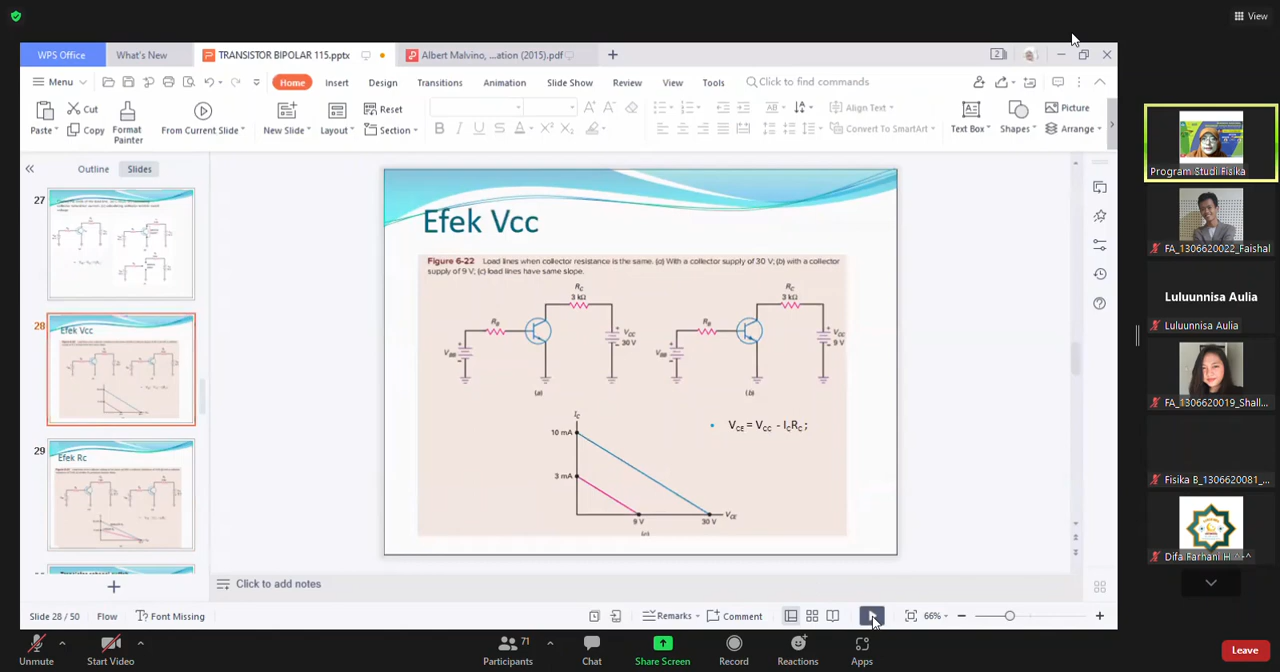 View
WPS Office
What's New
TRANSISTOR BIPOLAR 115.pptx
Albert Malvino, ...ation (2015).pdf
Menu
Home
Insert
Design
Transitions
Animation
Slide Show
Review
View
Tools
Click to find commands
Paste
Cut
Copy
Format
Painter
From Current Slide
New Slide
Layout
Reset
Section
Align Text
Convert To SmartArt
Text Box
Shapes
Picture
Arrange
Outline
Slides
27
28
Efek Vcc
29
Efek Rc
Efek Vcc
Figure 6-22 Load lines when collector resistance is the same. (a) With a collector supply of 30 V; (b) with a collector
supply of 9 V; (c) load lines have same slope.
RC
3 kΩ
RB
VBB
VCC
30 V
(a)
RC
3 kΩ
RB
VBB
VCC
9 V
(b)
IC
10 mA
3 mA
9 V
30 V
VCE
(c)
• VCE = VCC - ICRC ;
Click to add notes
Slide 28 / 50
Flow
Font Missing
Remarks
Comment
66%
Program Studi Fisika
FA_1306620022_Faishal
Luluunnisa Aulia
Luluunnisa Aulia
FA_1306620019_Shall...
Fisika B_1306620081_...
Difa Farhani H ^-^
Unmute
Start Video
Participants
71
Chat
Share Screen
Record
Reactions
Apps
Leave